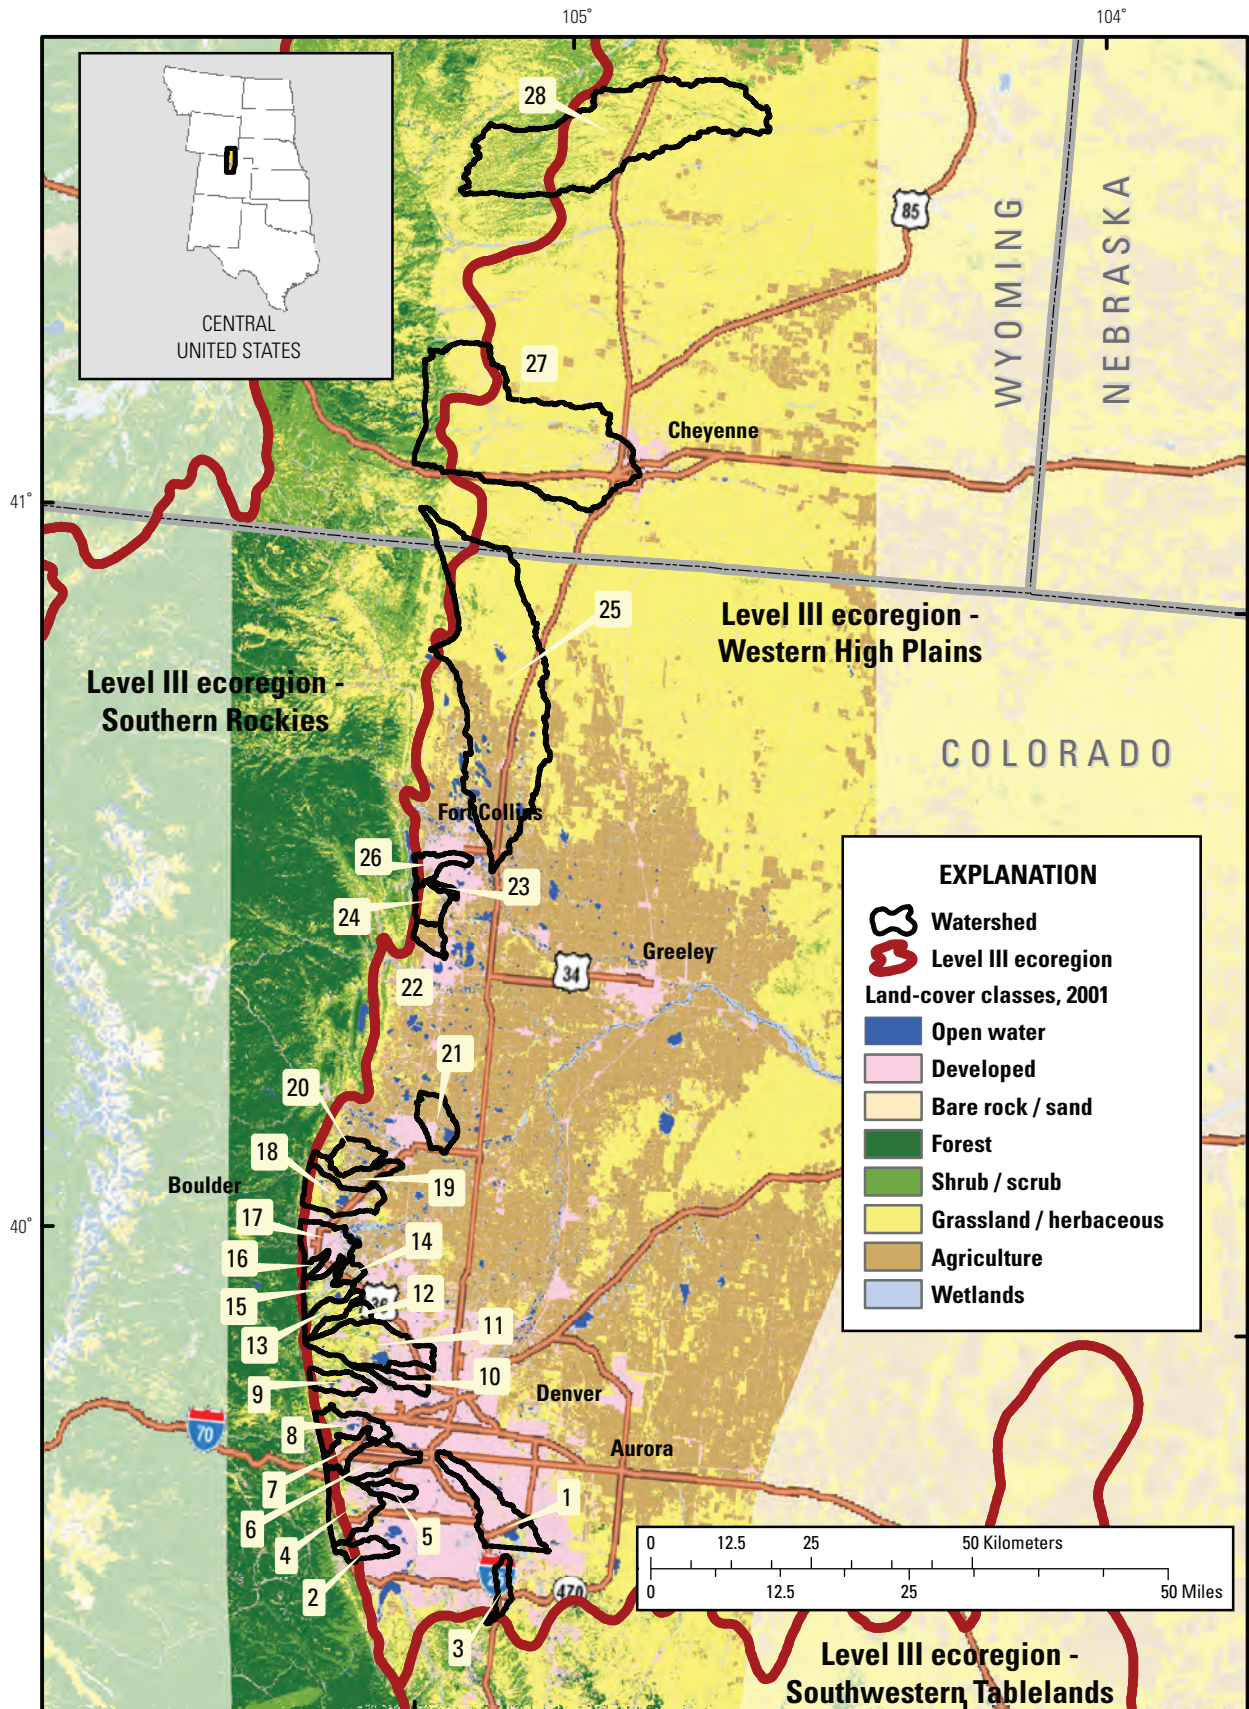 105°
104°
28
CENTRAL
UNITED STATES
85
WYOMING
NEBRASKA
27
Cheyenne
41°
25
Level III ecoregion -
Western High Plains
Level III ecoregion -
Southern Rockies
COLORADO
Fort Collins
26
23
24
Greeley
34
22
21
20
18
Boulder
19
17
14
16
12
15
11
13
10
9
Denver
8
Aurora
70
7
1
6
5
4
2
470
3
EXPLANATION
Watershed
Level III ecoregion
Land-cover classes, 2001
Open water
Developed
Bare rock / sand
Forest
Shrub / scrub
Grassland / herbaceous
Agriculture
Wetlands
40°
0 12.5 25 50 Kilometers
0 12.5 25 50 Miles
Level III ecoregion -
Southwestern Tablelands